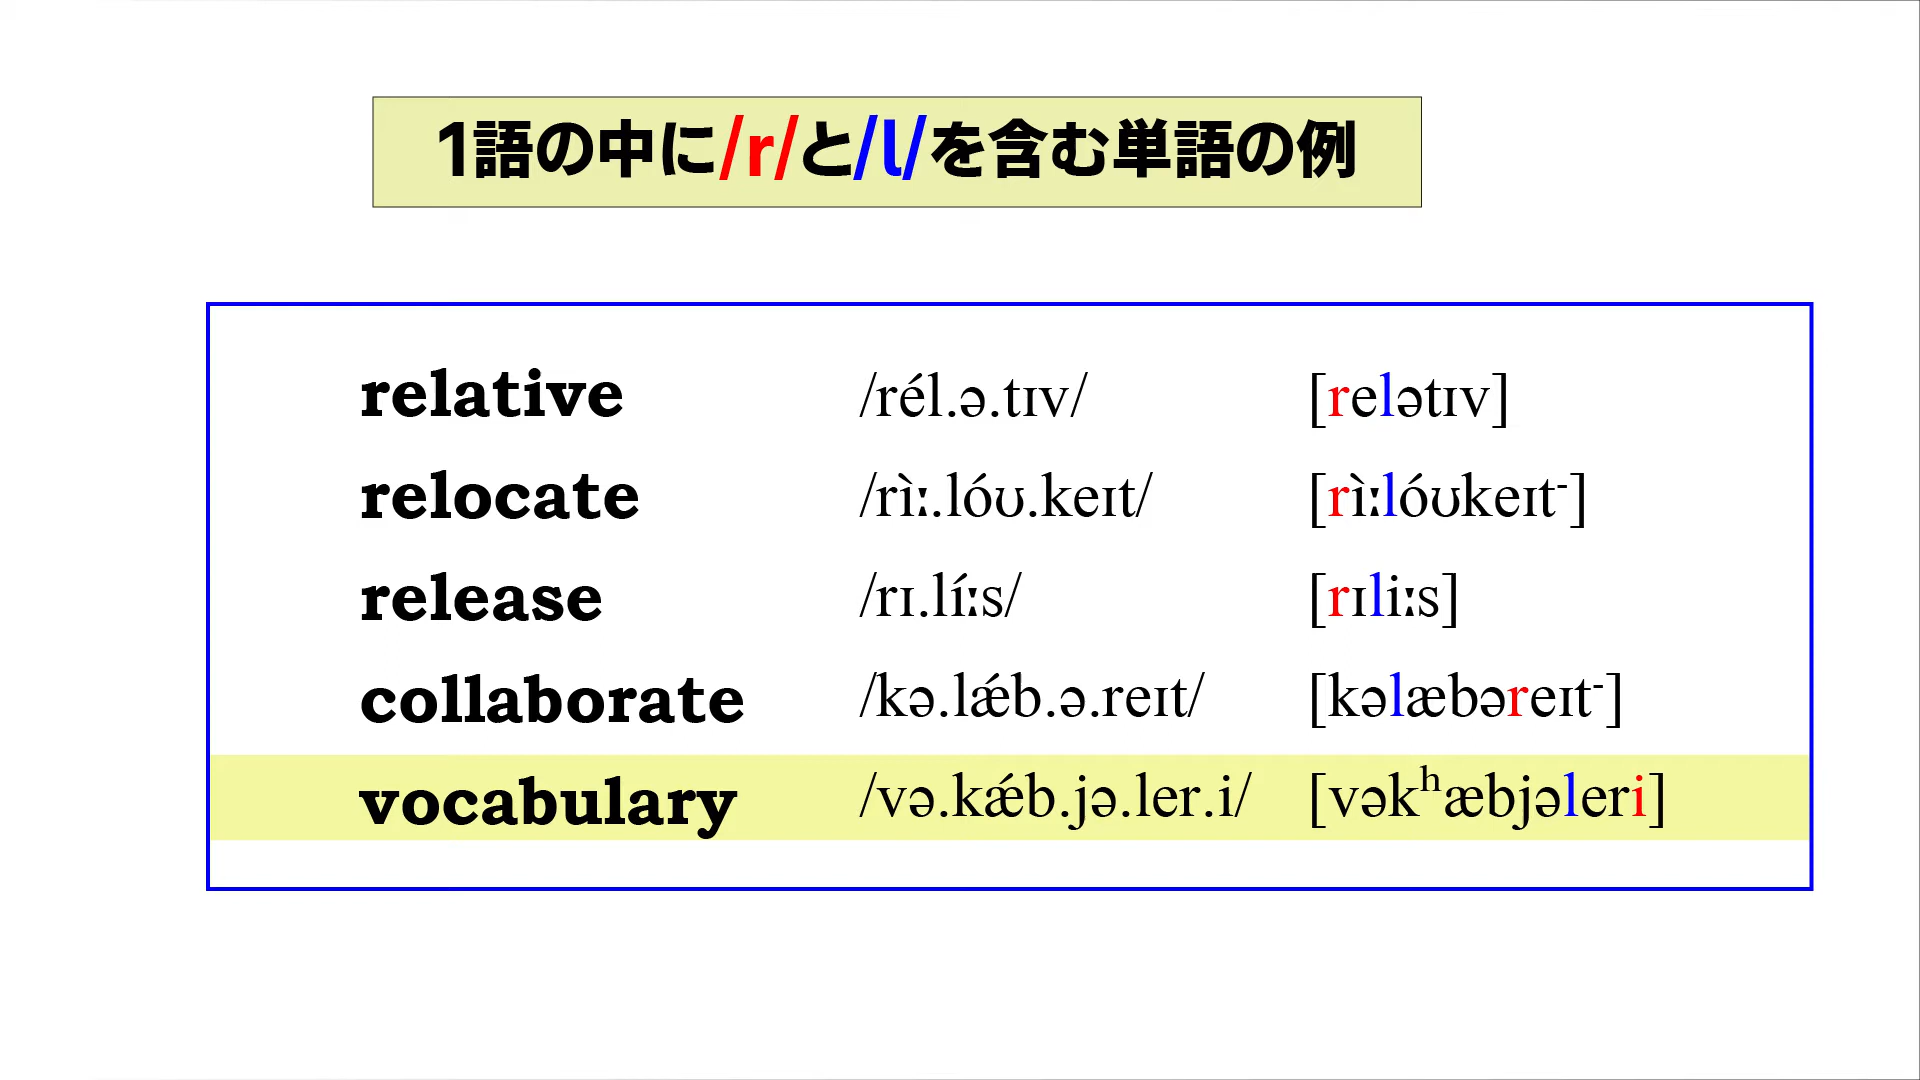 1語の中に/r/と/l/を含む単語の例
relative /rél.ə.tɪv/ [relətɪv]
relocate /rìː.lóʊ.keɪt/ [rìːlóʊkeɪt⁻]
release /rɪ.líːs/ [rɪliːs]
collaborate /kə.lǽb.ə.reɪt/ [kəlæbəreɪt⁻]
vocabulary /və.kǽb.jə.ler.i/ [vəkʰæbjəleri]